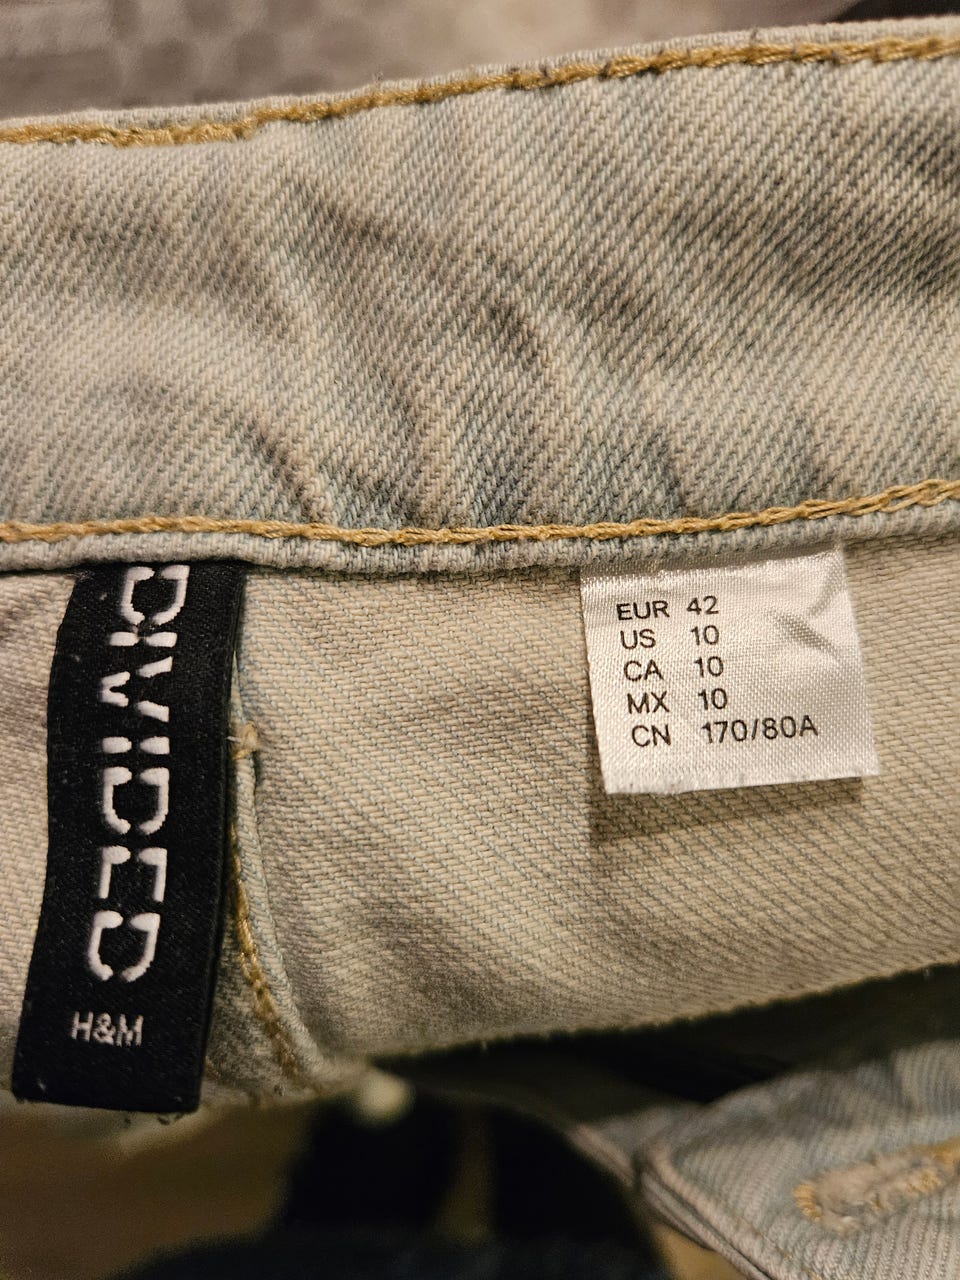 DIVIDED
H&M
EUR 42
US 10
CA 10
MX 10
CN 170/80A